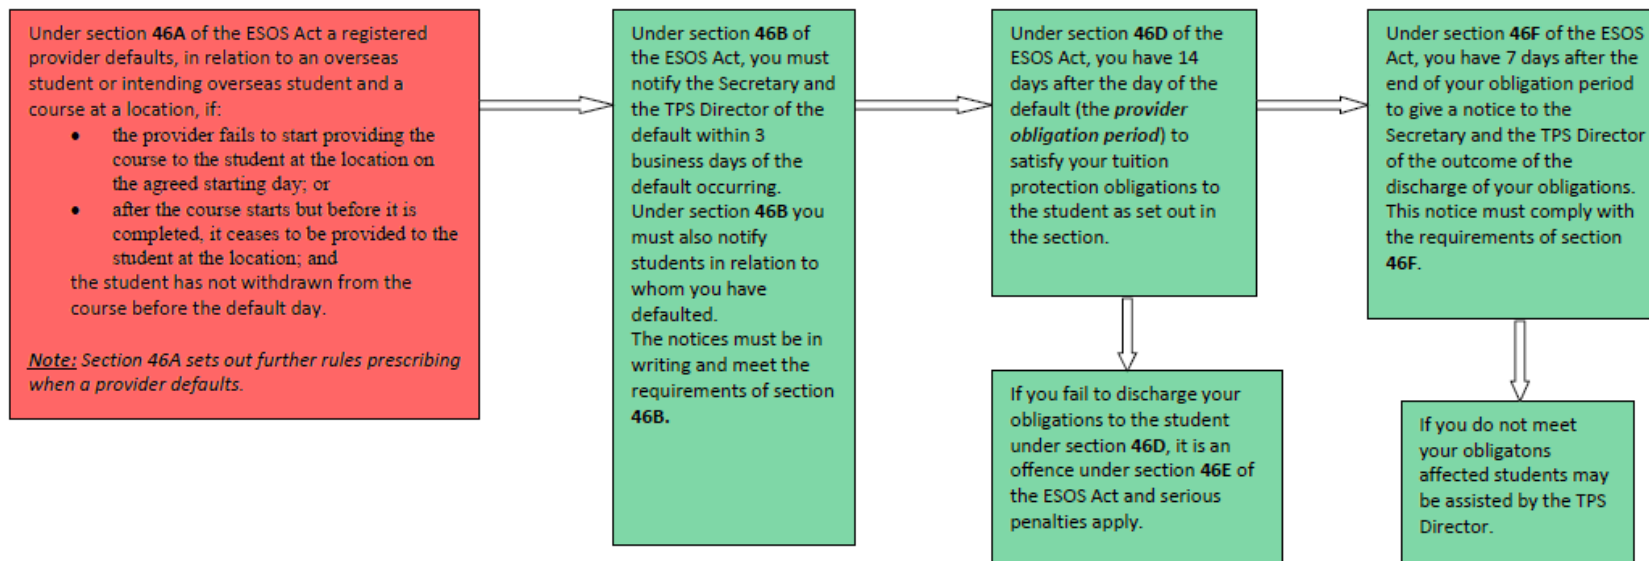 Under section 46A of the ESOS Act a registered
provider defaults, in relation to an overseas
student or intending overseas student and a
course at a location, if:
• the provider fails to start providing the
course to the student at the location on
the agreed starting day; or
• after the course starts but before it is
completed, it ceases to be provided to the
student at the location; and
the student has not withdrawn from the
course before the default day.
Note: Section 46A sets out further rules prescribing
when a provider defaults.
Under section 46B of
the ESOS Act, you must
notify the Secretary and
the TPS Director of the
default within 3
business days of the
default occurring.
Under section 46B you
must also notify
students in relation to
whom you have
defaulted.
The notices must be in
writing and meet the
requirements of section
46B.
Under section 46D of the
ESOS Act, you have 14
days after the day of the
default (the provider
obligation period) to
satisfy your tuition
protection obligations to
the student as set out in
the section.
If you fail to discharge your
obligations to the student
under section 46D, it is an
offence under section 46E of
the ESOS Act and serious
penalties apply.
Under section 46F of the ESOS
Act, you have 7 days after the
end of your obligation period
to give a notice to the
Secretary and the TPS Director
of the outcome of the
discharge of your obligations.
This notice must comply with
the requirements of section
46F.
If you do not meet
your obligatons
affected students may
be assisted by the TPS
Director.